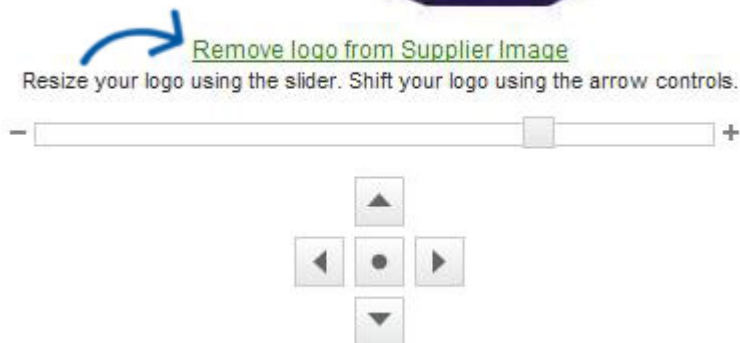 Remove logo from Supplier Image
Resize your logo using the slider. Shift your logo using the arrow controls.
- +